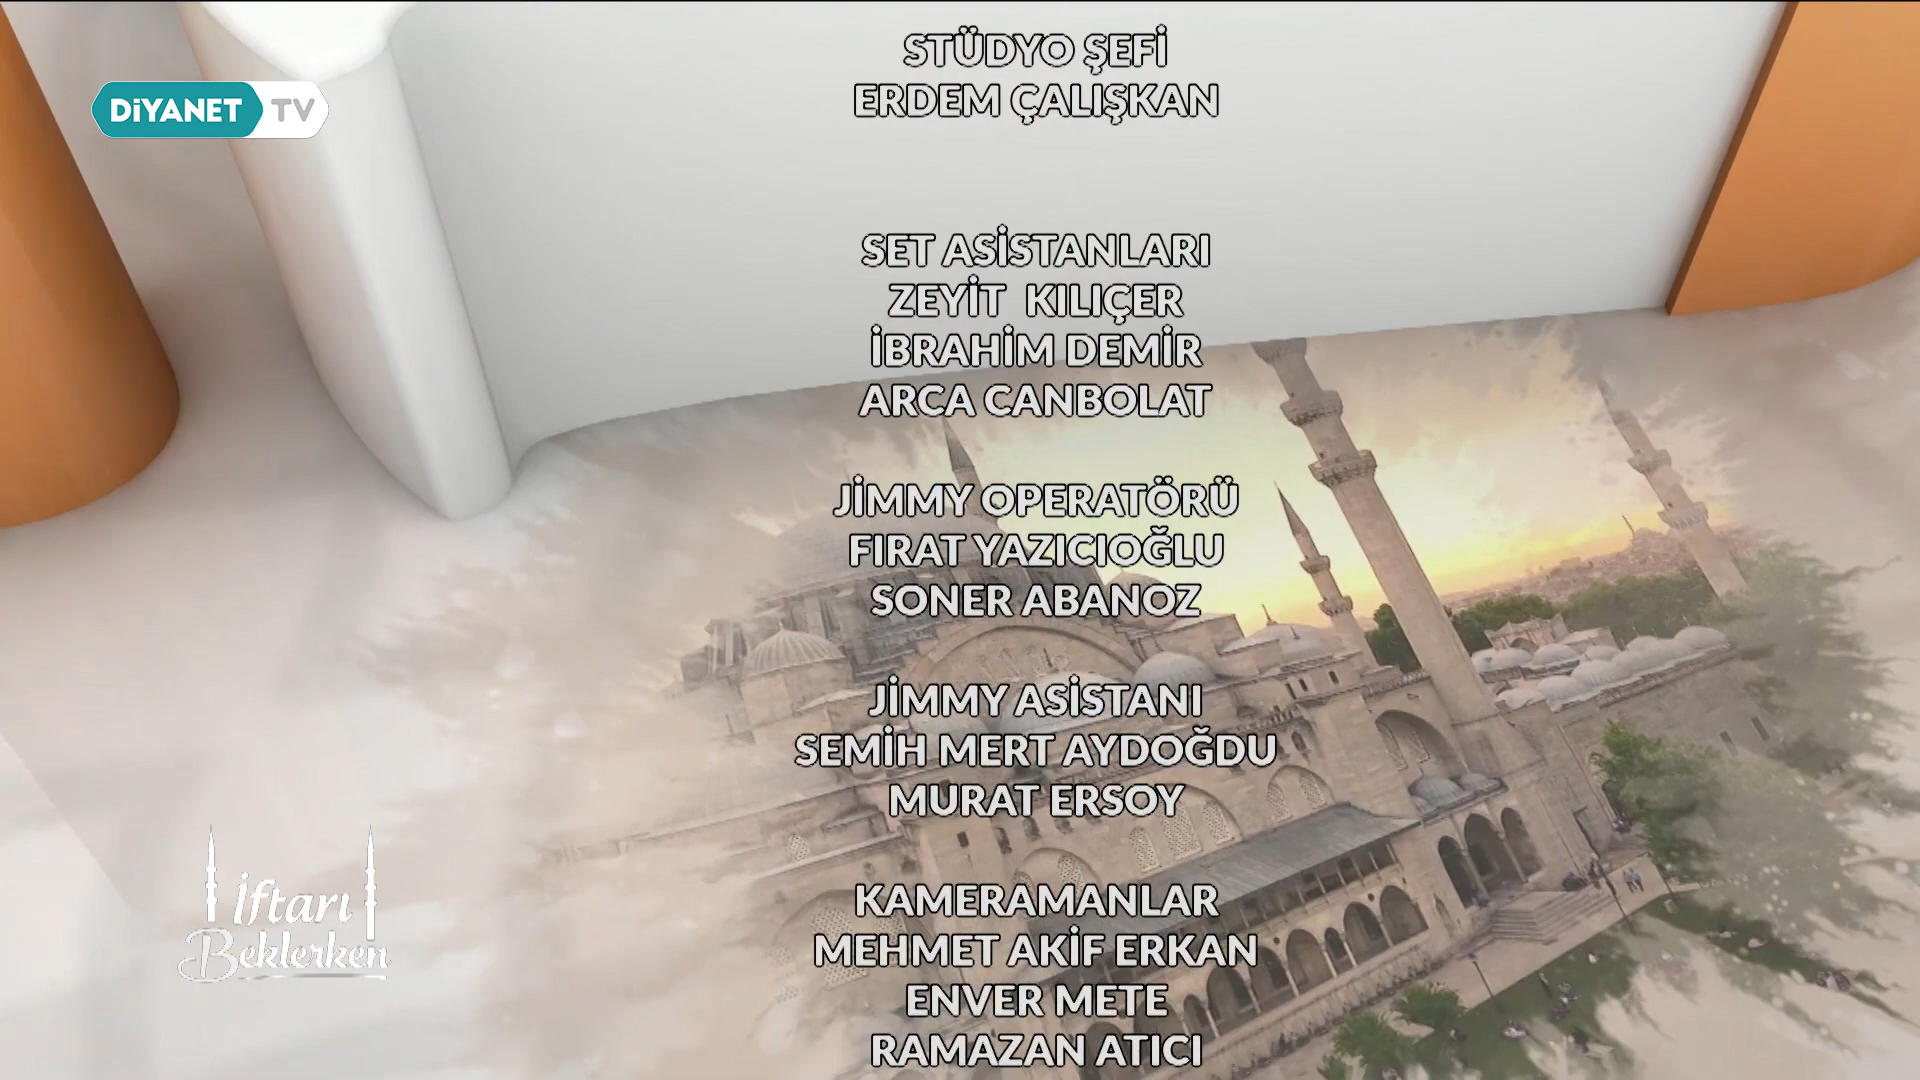 DİYANET TV
STÜDYO ŞEFİ
ERDEM ÇALIŞKAN
SET ASİSTANLARI
ZEYİT KILIÇER
İBRAHİM DEMİR
ARCA CANBOLAT
JİMMY OPERATÖRÜ
FIRAT YAZICIOĞLU
SONER ABANOZ
JİMMY ASİSTANI
SEMİH MERT AYDOĞDU
MURAT ERSOY
KAMERAMANLAR
MEHMET AKİF ERKAN
ENVER METE
RAMAZAN ATICI
İftarı
Beklerken